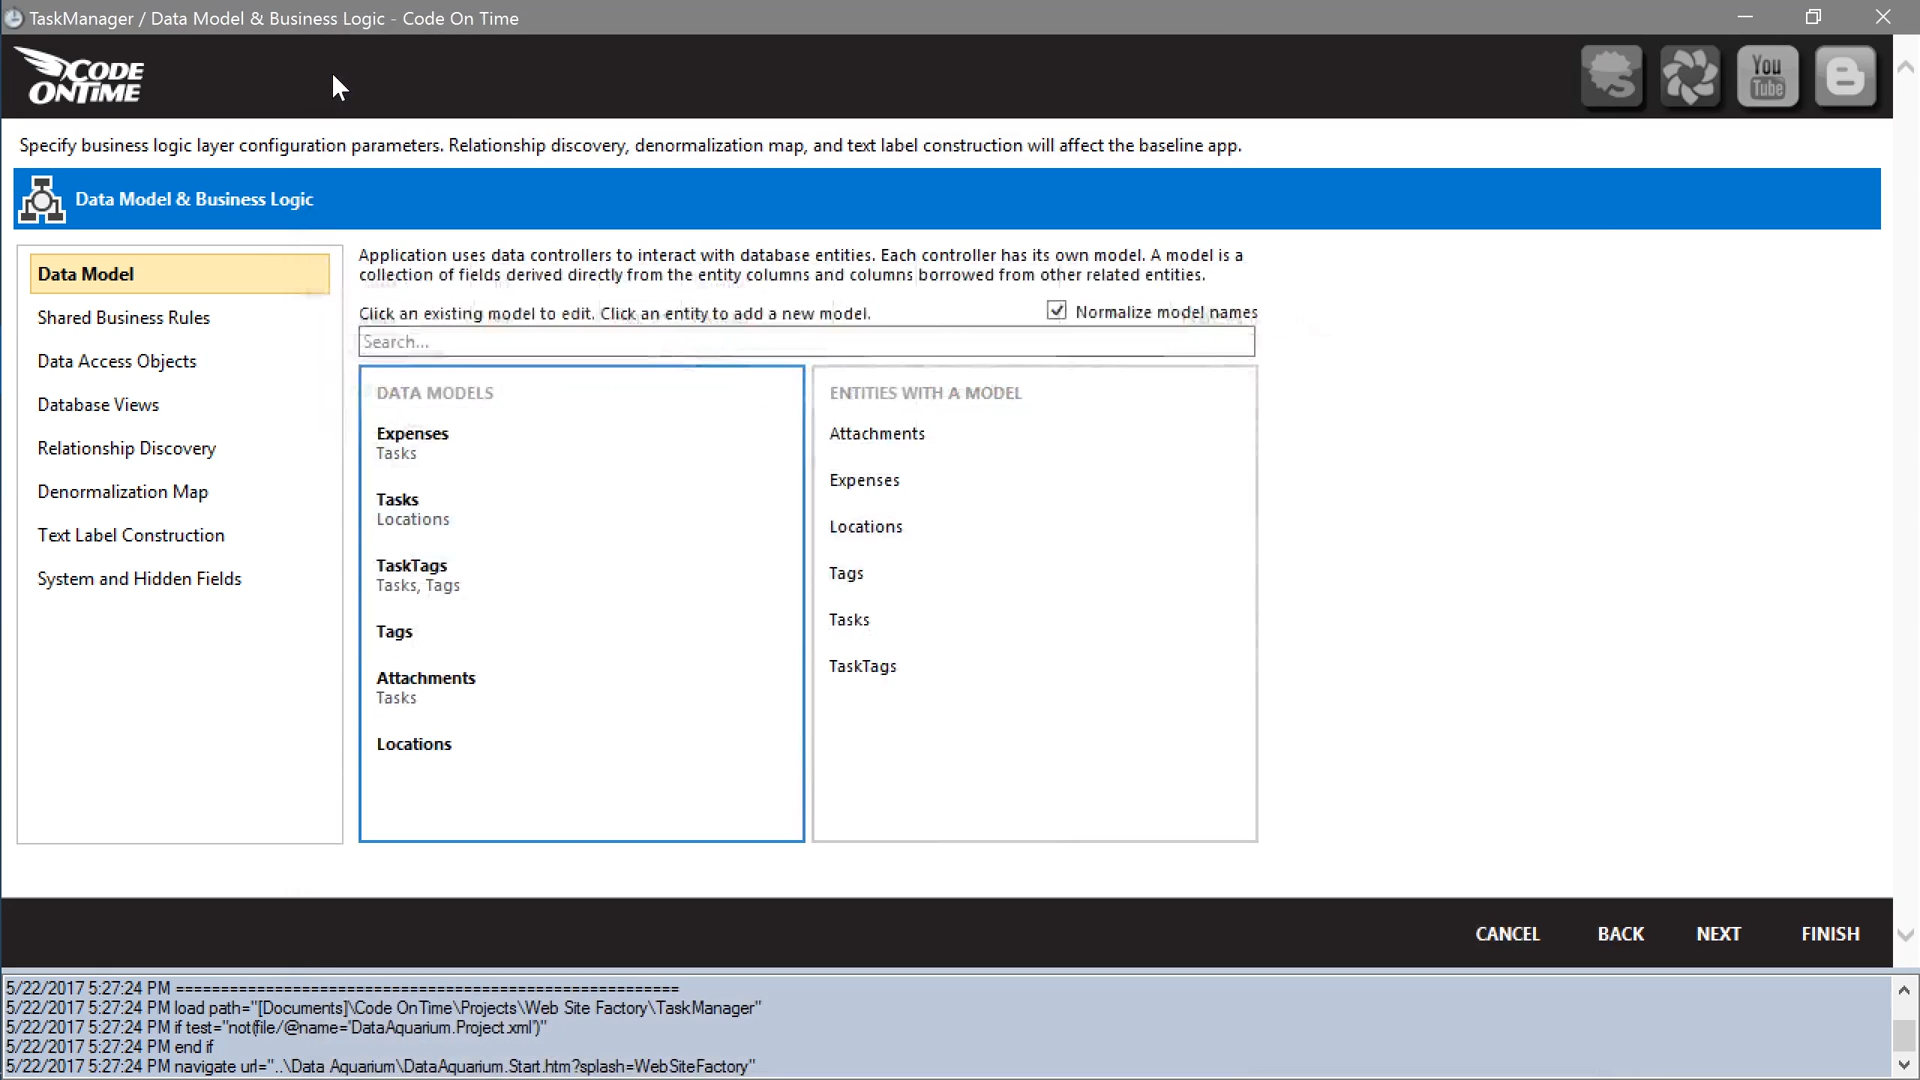 TaskManager / Data Model & Business Logic - Code On Time
CODE
ONTIME
You
Tube
Specify business logic layer configuration parameters. Relationship discovery, denormalization map, and text label construction will affect the baseline app.
Data Model & Business Logic
Data Model
Shared Business Rules
Data Access Objects
Database Views
Relationship Discovery
Denormalization Map
Text Label Construction
System and Hidden Fields
Application uses data controllers to interact with database entities. Each controller has its own model. A model is a
collection of fields derived directly from the entity columns and columns borrowed from other related entities.
Click an existing model to edit. Click an entity to add a new model.
Normalize model names
Search...
DATA MODELS
Expenses
Tasks
Tasks
Locations
TaskTags
Tasks, Tags
Tags
Attachments
Tasks
Locations
ENTITIES WITH A MODEL
Attachments
Expenses
Locations
Tags
Tasks
TaskTags
CANCEL
BACK
NEXT
FINISH
5/22/2017 5:27:24 PM ====================================================
5/22/2017 5:27:24 PM load path="[Documents]\Code OnTime\Projects\Web Site Factory\TaskManager"
5/22/2017 5:27:24 PM if test="not(file/@name='DataAquarium.Project.xml')"
5/22/2017 5:27:24 PM end if
5/22/2017 5:27:24 PM navigate url="..\Data Aquarium\DataAquarium.Start.htm?splash=WebSiteFactory"